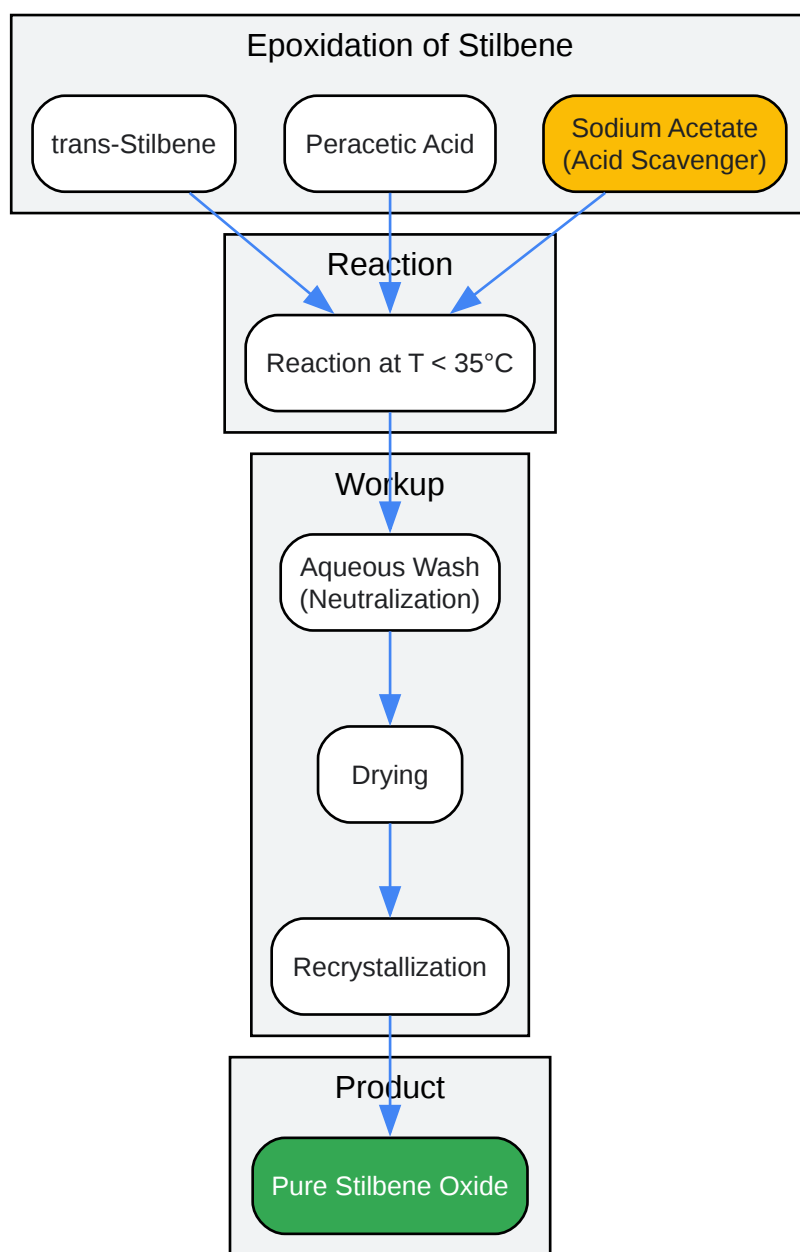 Epoxidation of Stilbene
trans-Stilbene
Peracetic Acid
Sodium Acetate
(Acid Scavenger)
Reaction
Reaction at T < 35°C
Workup
Aqueous Wash
(Neutralization)
Drying
Recrystallization
Product
Pure Stilbene Oxide